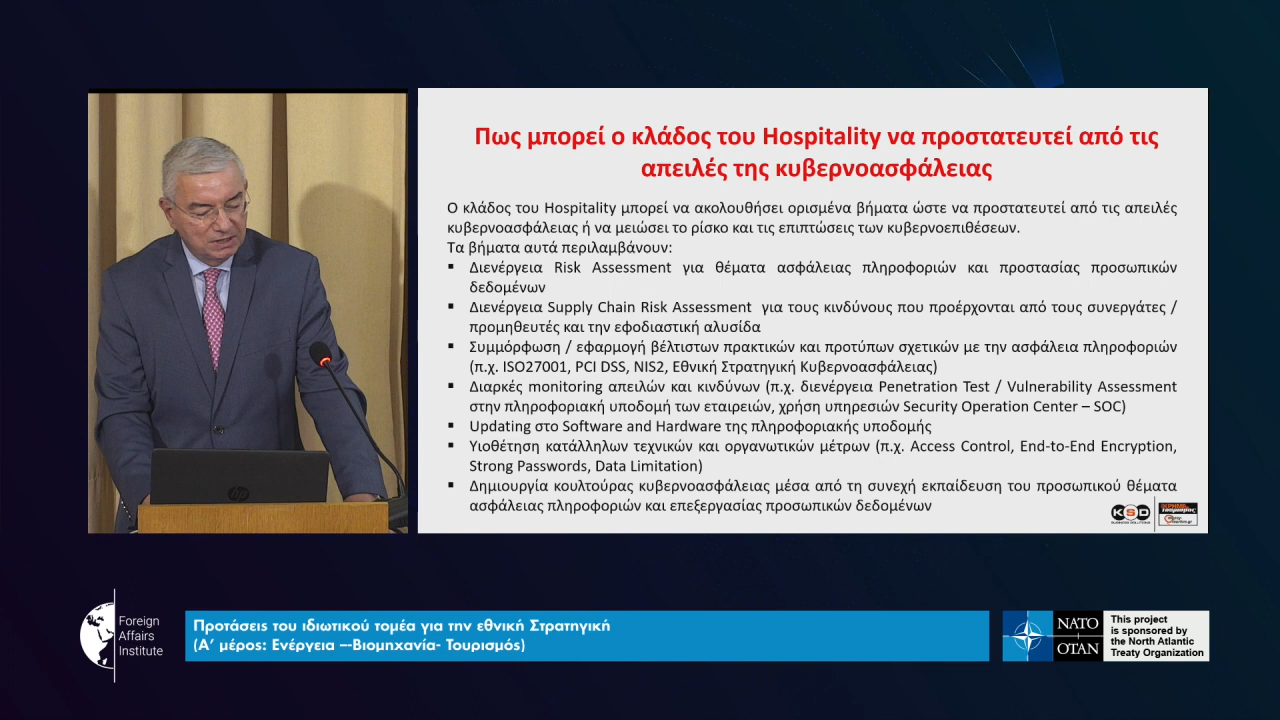 Πως μπορεί ο κλάδος του Hospitality να προστατευτεί από τις
απειλές της κυβερνοασφάλειας
Ο κλάδος του Hospitality μπορεί να ακολουθήσει ορισμένα βήματα ώστε να προστατευτεί από τις απειλές
κυβερνοασφάλειας ή να μειώσει το ρίσκο και τις επιπτώσεις των κυβερνοεπιθέσεων.
Τα βήματα αυτά περιλαμβάνουν:
▪ Διενέργεια Risk Assessment για θέματα ασφάλειας πληροφοριών και προστασίας προσωπικών
δεδομένων
▪ Διενέργεια Supply Chain Risk Assessment για τους κινδύνους που προέρχονται από τους συνεργάτες /
προμηθευτές και την εφοδιαστική αλυσίδα
▪ Συμμόρφωση / εφαρμογή βέλτιστων πρακτικών και προτύπων σχετικών με την ασφάλεια πληροφοριών
(π.χ. ISO27001, PCI DSS, NIS2, Εθνική Στρατηγική Κυβερνοασφάλειας)
▪ Διαρκές monitoring απειλών και κινδύνων (π.χ. διενέργεια Penetration Test / Vulnerability Assessment
στην πληροφοριακή υποδομή των εταιρειών, χρήση υπηρεσιών Security Operation Center – SOC)
▪ Updating στο Software and Hardware της πληροφοριακής υποδομής
▪ Υιοθέτηση κατάλληλων τεχνικών και οργανωτικών μέτρων (π.χ. Access Control, End-to-End Encryption,
Strong Passwords, Data Limitation)
▪ Δημιουργία κουλτούρας κυβερνοασφάλειας μέσα από τη συνεχή εκπαίδευση του προσωπικού θέματα
ασφάλειας πληροφοριών και επεξεργασίας προσωπικών δεδομένων
KSD
hp
Foreign
Affairs
Institute
Προτάσεις του ιδιωτικού τομέα για την εθνική Στρατηγική
(Α’ μέρος: Ενέργεια –-Βιομηχανία- Τουρισμός)
NATO
OTAN
This project
is sponsored by
the North Atlantic
Treaty Organization